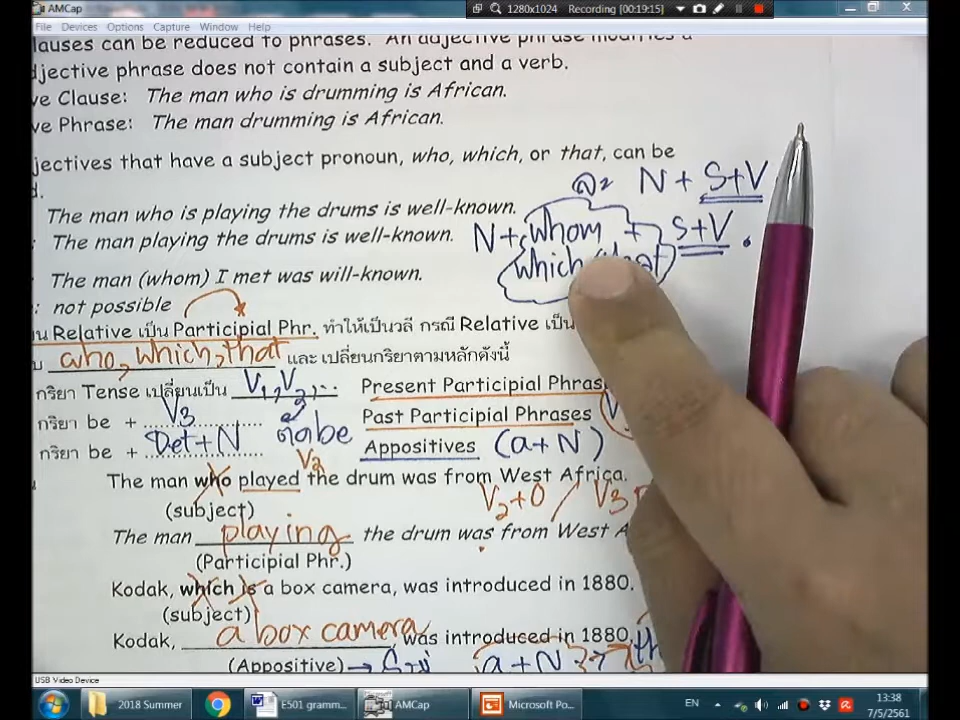 AMCap
1280x1024 Recording [00:19:15]
File Devices Options Capture Window Help
lauses can be reduced to phrases. An adjective phrase modifies a
djective phrase does not contain a subject and a verb.
ve Clause: The man who is drumming is African.
ve Phrase: The man drumming is African.
jectives that have a subject pronoun, who, which, or that, can be
d.
N + S+V
The man who is playing the drums is well-known.
: The man playing the drums is well-known.
N + whom + S+V.
which that
The man (whom) I met was will-known.
: not possible
น Relative เป็น Participial Phr. ทำให้เป็นวลี กรณี Relative เป็น
บ who, which, that และ เปลี่ยนกริยาตามหลักดังนี้
กริยา Tense เปลี่ยนเป็น V1, V2, ... Present Participial Phras
กริยา be + V3 Past Participial Phrases (V
กริยา be + Det+N ตัด be Appositives (a+N)
V2
The man who played the drum was from West Africa.
(subject) V2+O / V3
The man playing the drum was from West A
(Participial Phr.)
Kodak, which is a box camera, was introduced in 1880.
(subject)
Kodak, a box camera, was introduced in 1880, th
(Appositive) → a+N
USB Video Device
2018 Summer E501 gramm... AMCap Microsoft Po... EN 13:38
7/5/2561